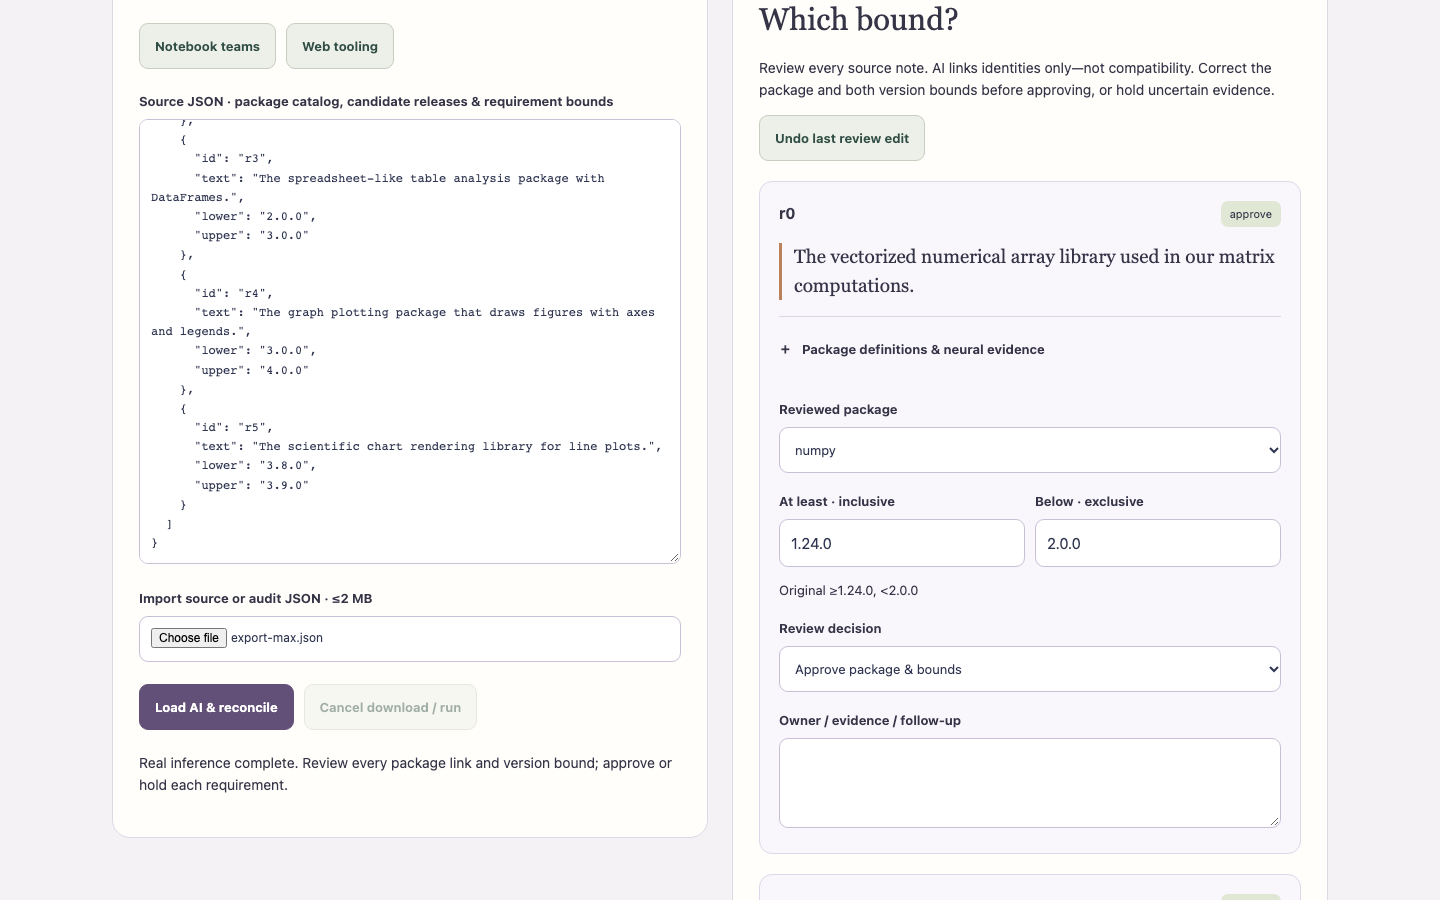 Notebook teams
Web tooling
Source JSON · package catalog, candidate releases & requirement bounds
},
{
"id": "r3",
"text": "The spreadsheet-like table analysis package with
DataFrames.",
"lower": "2.0.0",
"upper": "3.0.0"
},
{
"id": "r4",
"text": "The graph plotting package that draws figures with axes
and legends.",
"lower": "3.0.0",
"upper": "4.0.0"
},
{
"id": "r5",
"text": "The scientific chart rendering library for line plots.",
"lower": "3.8.0",
"upper": "3.9.0"
}
]
}
Import source or audit JSON · ≤2 MB
Choose file export-max.json
Load AI & reconcile
Cancel download / run
Real inference complete. Review every package link and version bound; approve or
hold each requirement.
Which bound?
Review every source note. AI links identities only—not compatibility. Correct the
package and both version bounds before approving, or hold uncertain evidence.
Undo last review edit
r0
approve
The vectorized numerical array library used in our matrix
computations.
+ Package definitions & neural evidence
Reviewed package
numpy
At least · inclusive
Below · exclusive
1.24.0
2.0.0
Original ≥1.24.0, <2.0.0
Review decision
Approve package & bounds
Owner / evidence / follow-up